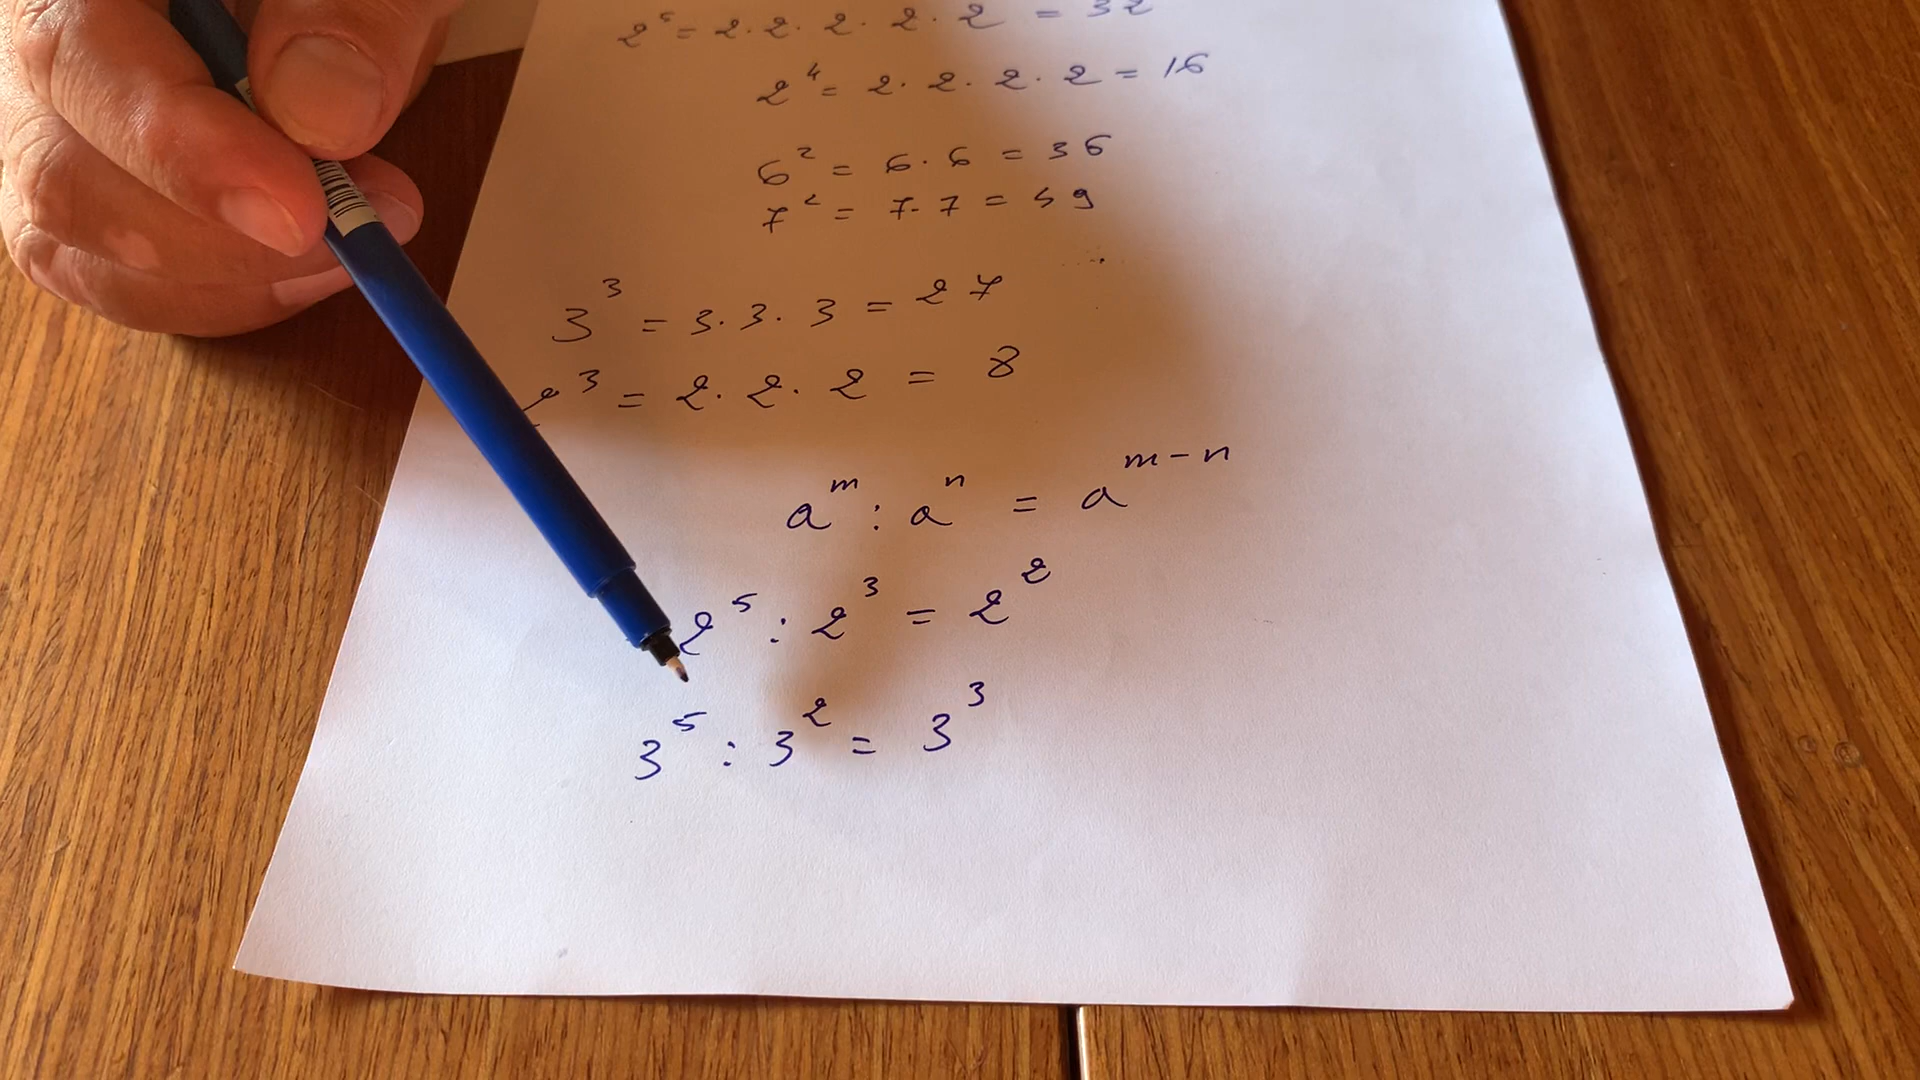 2⁵ = 2 · 2 · 2 · 2 · 2 = 32
2⁴ = 2 · 2 · 2 · 2 = 16
6² = 6 · 6 = 36
7² = 7 · 7 = 49
3³ = 3 · 3 · 3 = 27
2³ = 2 · 2 · 2 = 8
aᵐ : aⁿ = aᵐ⁻ⁿ
2⁵ : 2³ = 2²
3⁵ : 3² = 3³